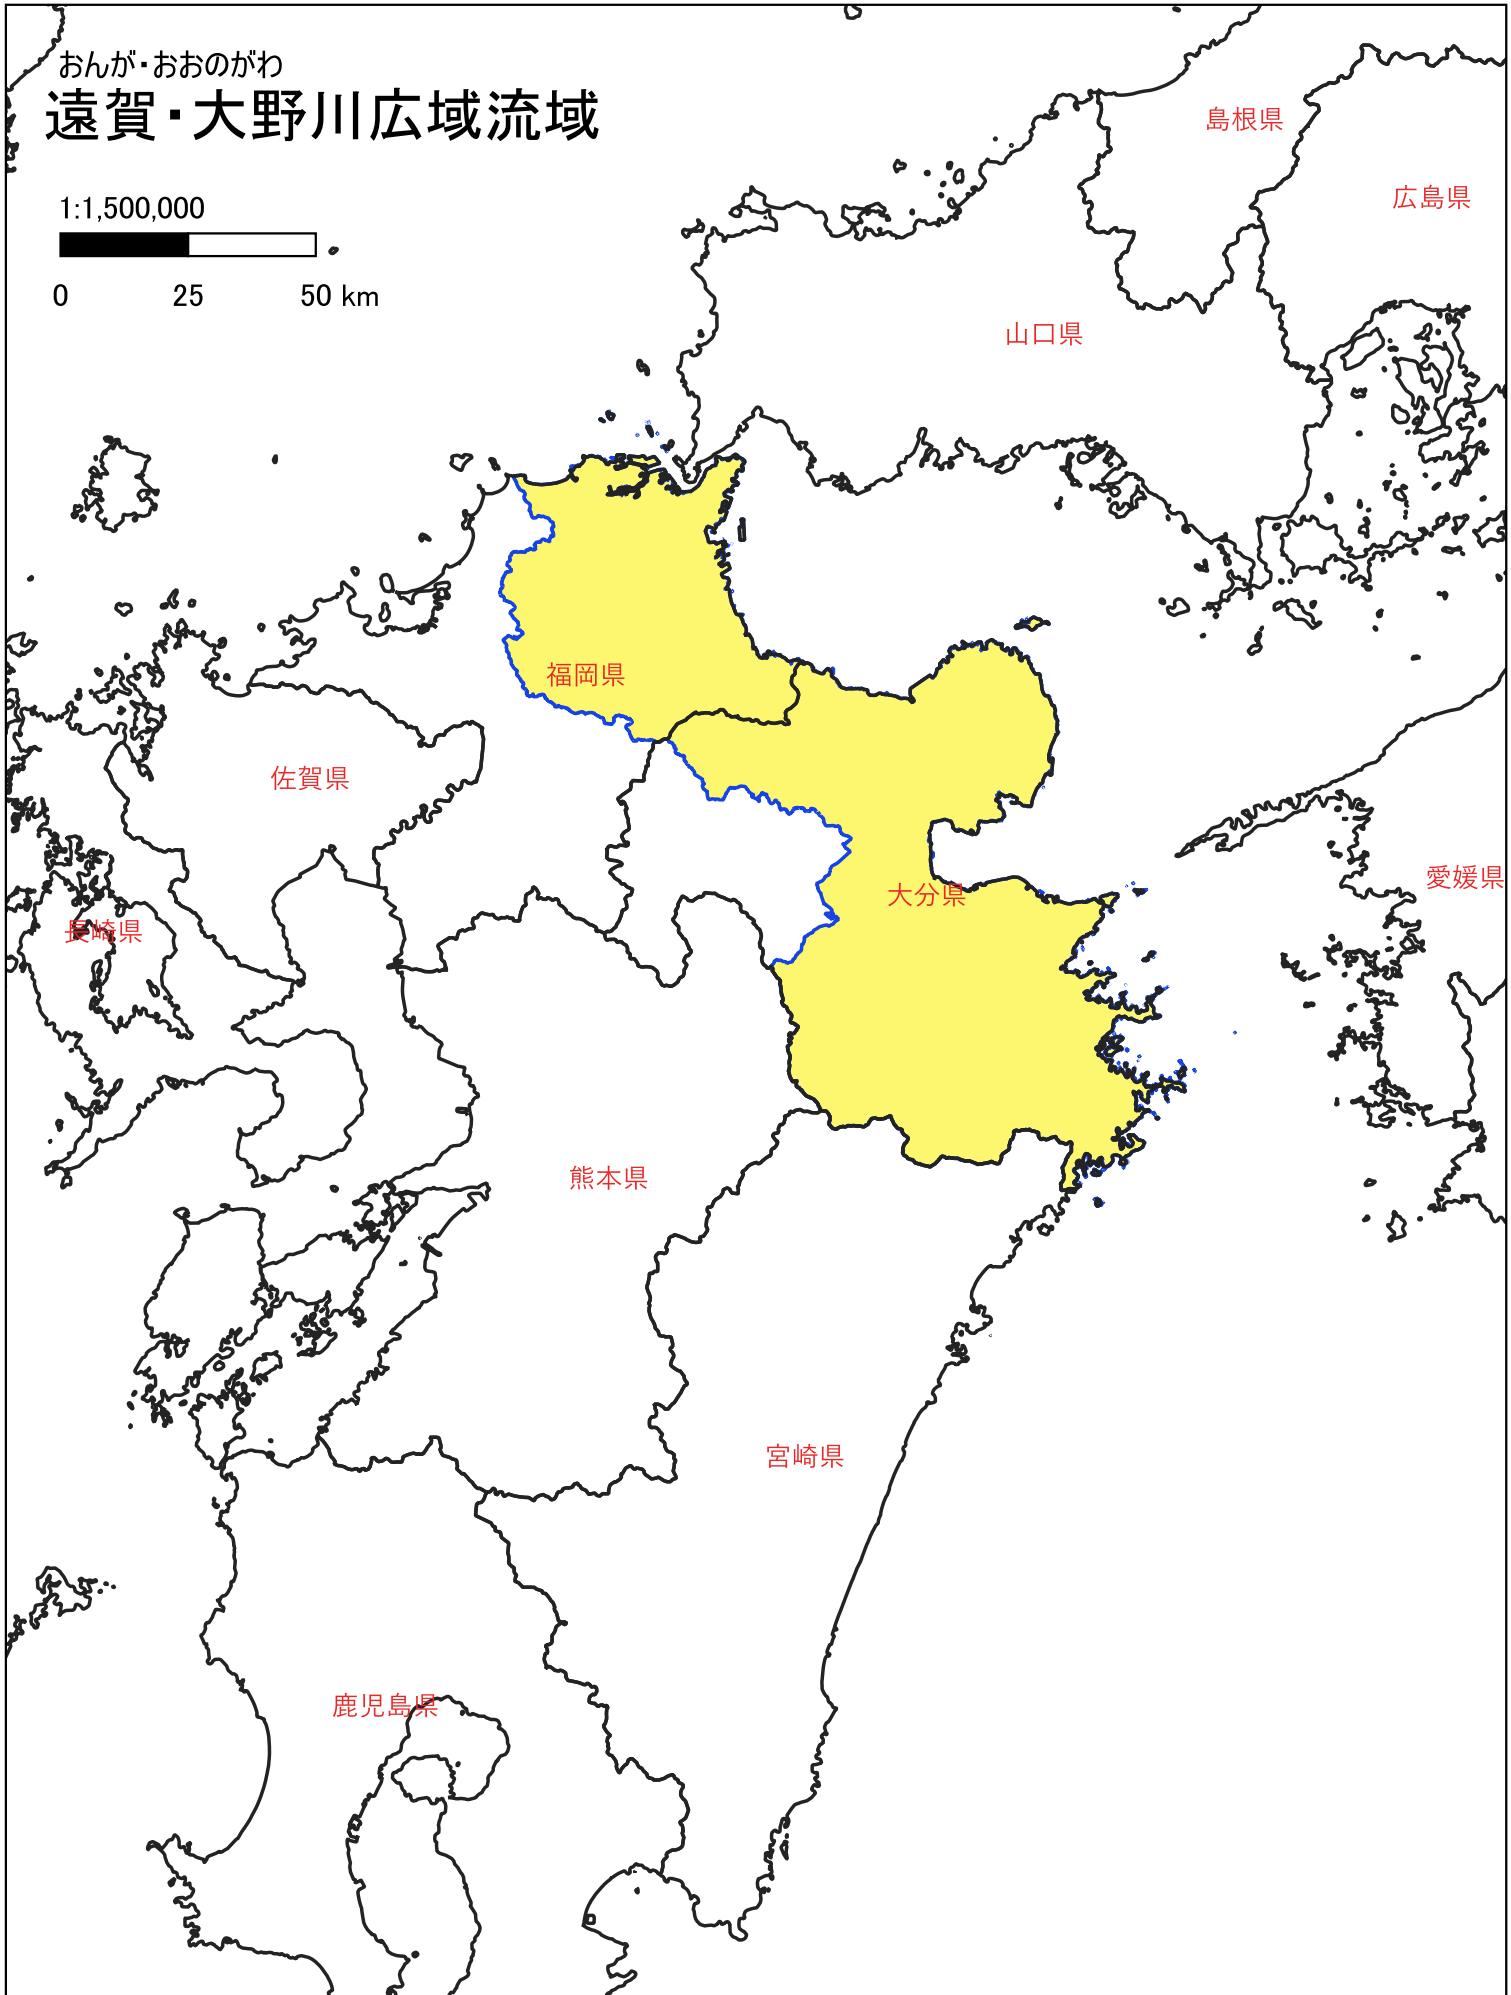 おんが・おおのがわ
遠賀・大野川広域流域
1:1,500,000
0 25 50 km
島根県
広島県
山口県
福岡県
佐賀県
愛媛県
大分県
長崎県
熊本県
宮崎県
鹿児島県